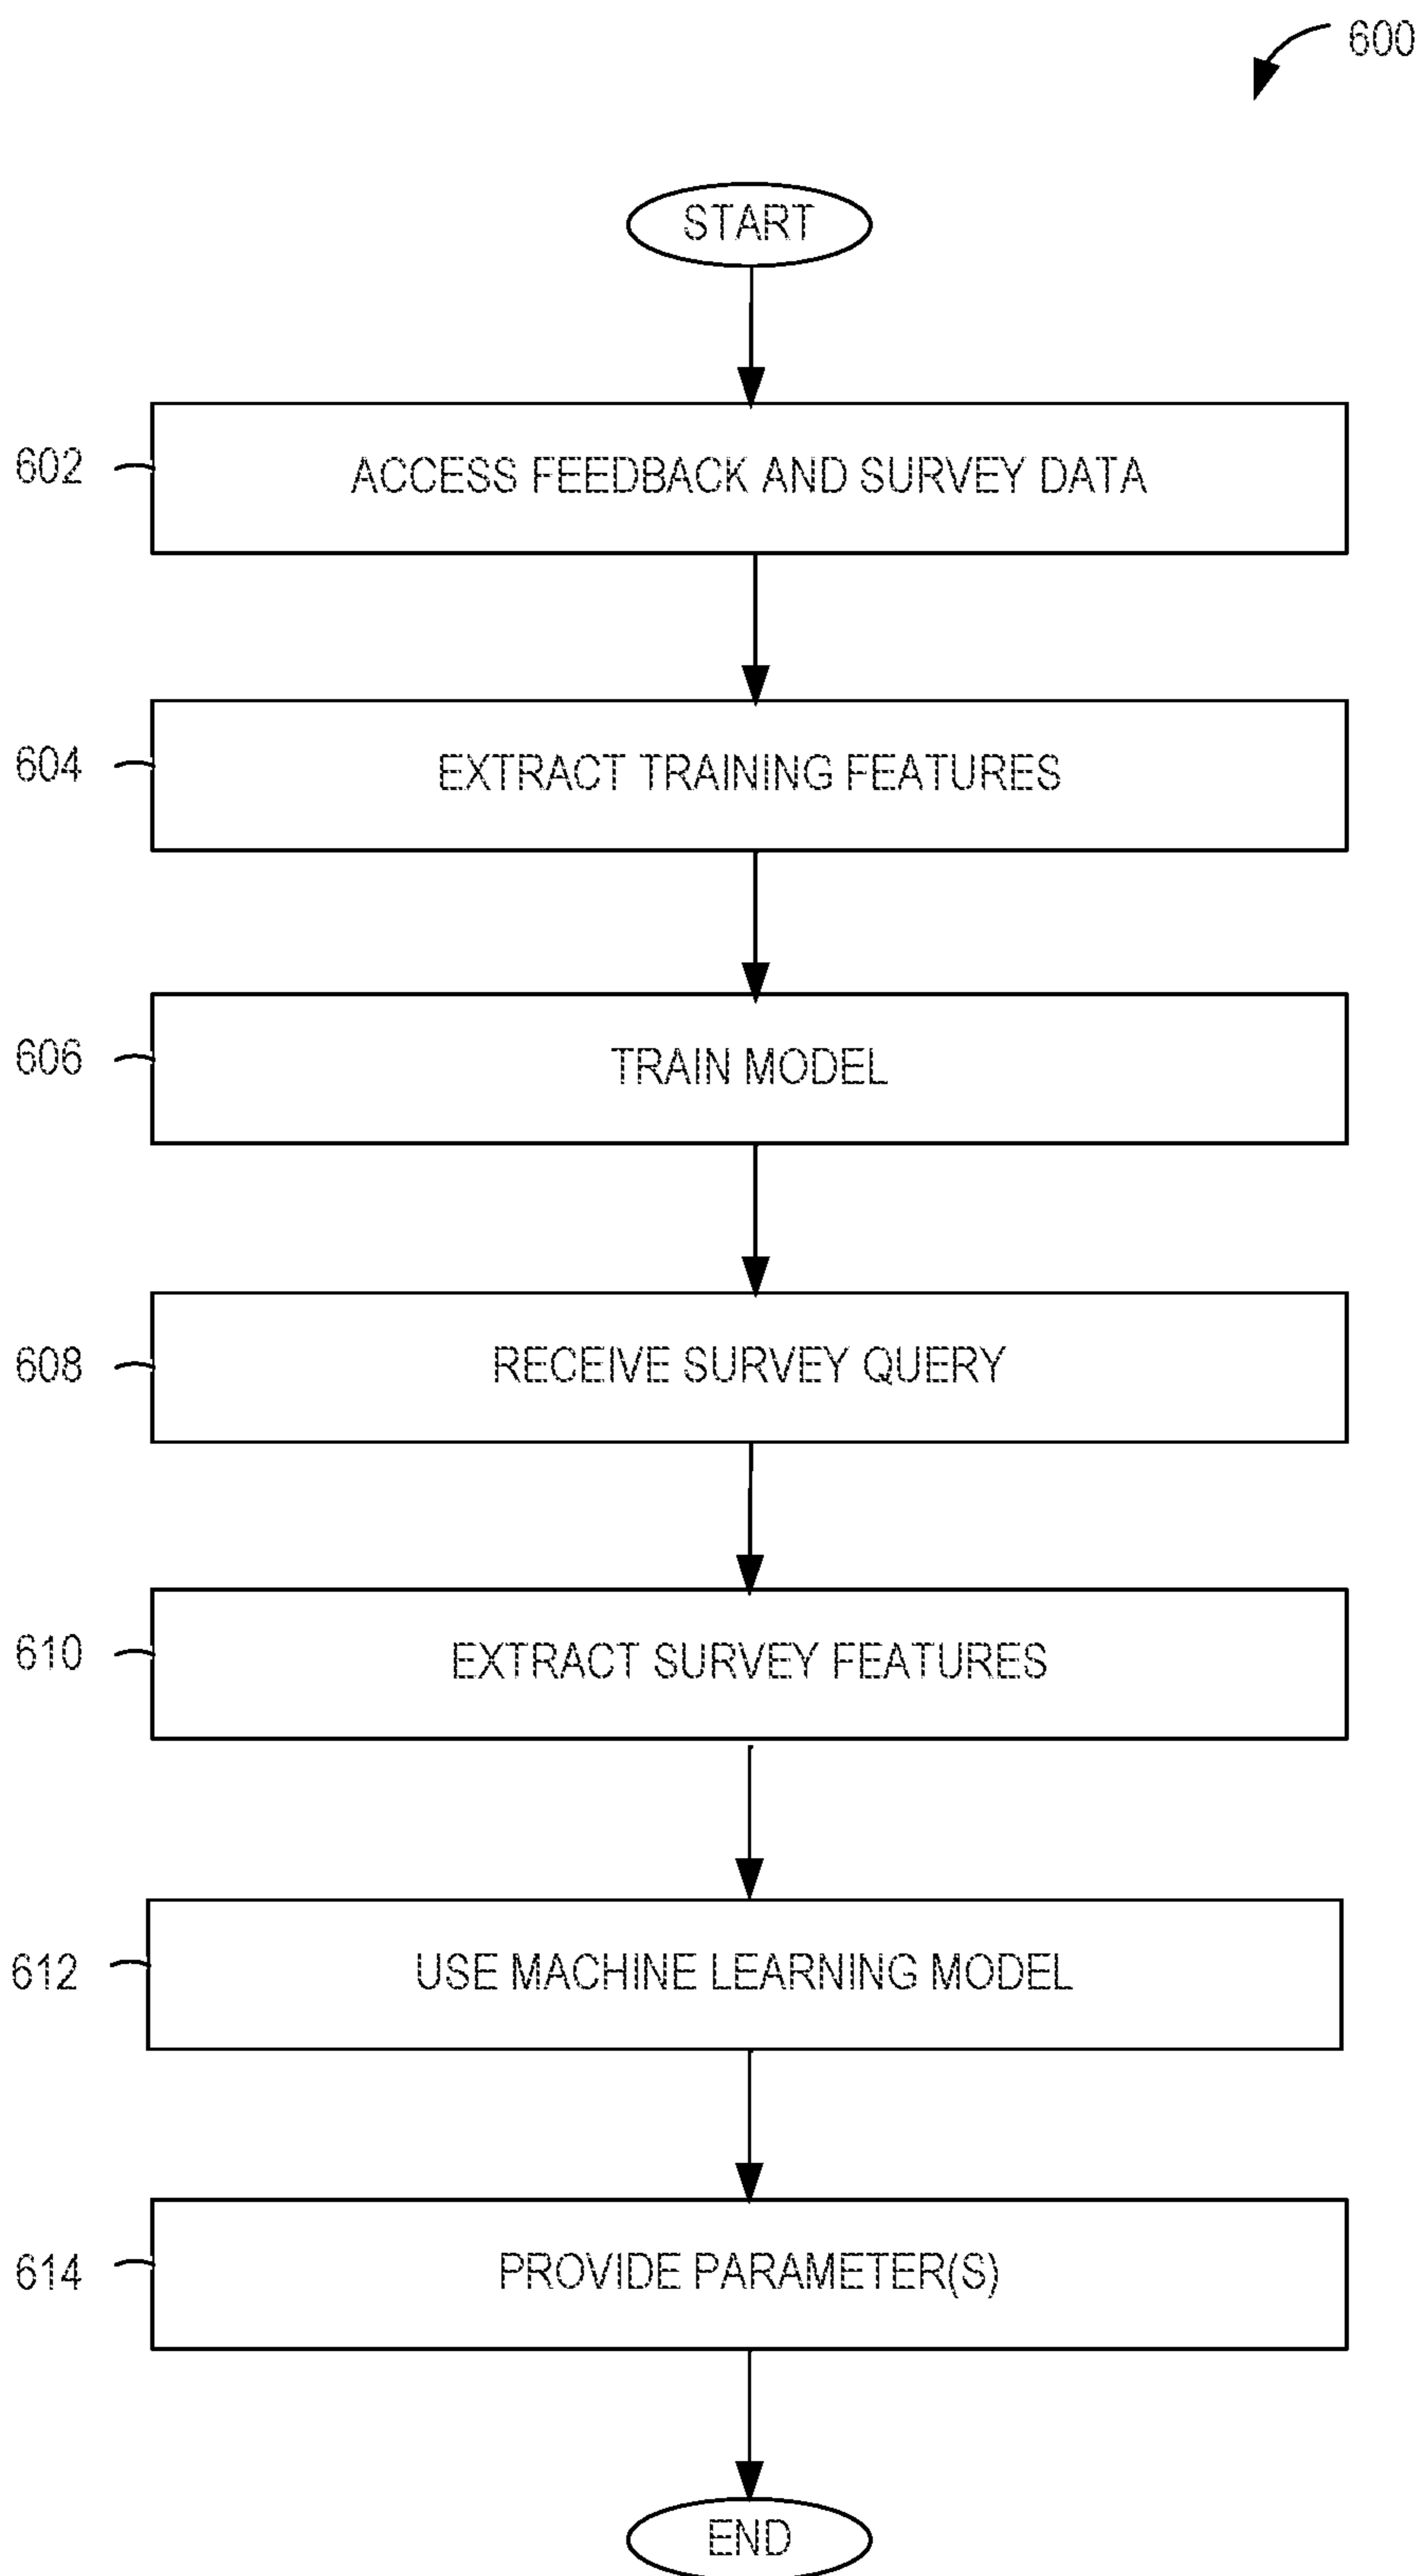 600
START
602 ACCESS FEEDBACK AND SURVEY DATA
604 EXTRACT TRAINING FEATURES
606 TRAIN MODEL
608 RECEIVE SURVEY QUERY
610 EXTRACT SURVEY FEATURES
612 USE MACHINE LEARNING MODEL
614 PROVIDE PARAMETER(S)
END